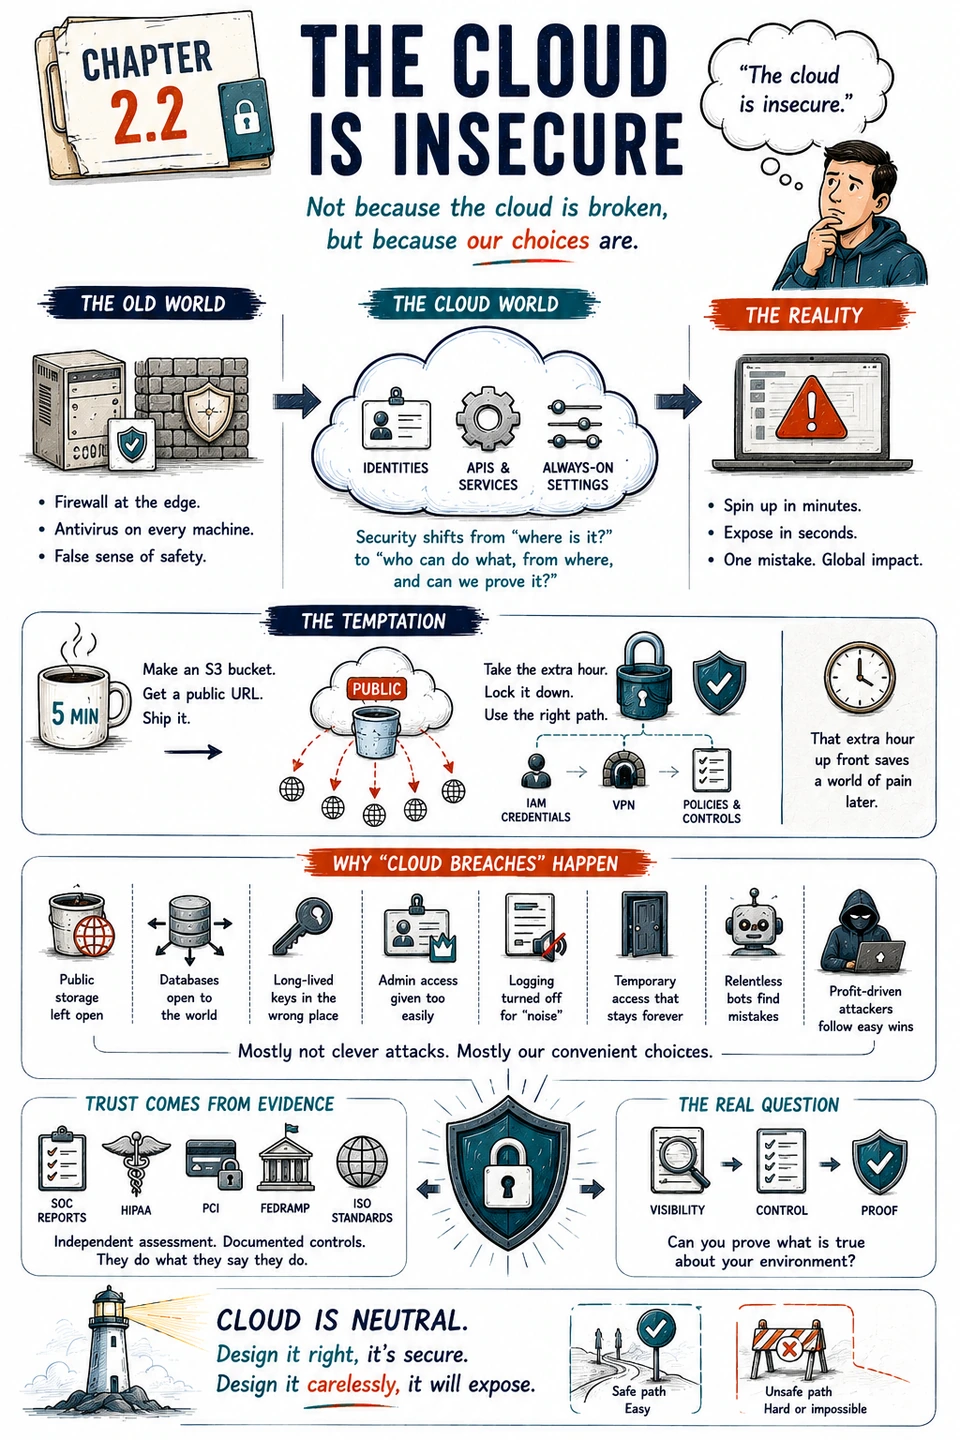 CHAPTER
2.2
THE CLOUD
IS INSECURE
Not because the cloud is broken,
but because our choices are.
“The cloud
is insecure.”
THE OLD WORLD
• Firewall at the edge.
• Antivirus on every machine.
• False sense of safety.
THE CLOUD WORLD
IDENTITIES
APIS &
SERVICES
ALWAYS-ON
SETTINGS
Security shifts from “where is it?”
to “who can do what, from where,
and can we prove it?”
THE REALITY
• Spin up in minutes.
• Expose in seconds.
• One mistake. Global impact.
THE TEMPTATION
5 MIN
Make an S3 bucket.
Get a public URL.
Ship it.
PUBLIC
Take the extra hour.
Lock it down.
Use the right path.
IAM
CREDENTIALS
VPN
POLICIES &
CONTROLS
That extra hour
up front saves
a world of pain
later.
WHY “CLOUD BREACHES” HAPPEN
Public
storage
left open
Databases
open to
the world
Long-lived
keys in the
wrong place
Admin access
given too
easily
Logging
turned off
for “noise”
Temporary
access that
stays forever
Relentless
bots find
mistakes
Profit-driven
attackers
follow easy wins
Mostly not clever attacks. Mostly our convenient choices.
TRUST COMES FROM EVIDENCE
SOC
REPORTS
HIPAA
PCI
FEDRAMP
ISO
STANDARDS
Independent assessment. Documented controls.
They do what they say they do.
THE REAL QUESTION
VISIBILITY
CONTROL
PROOF
Can you prove what is true
about your environment?
CLOUD IS NEUTRAL.
Design it right, it’s secure.
Design it carelessly, it will expose.
Safe path
Easy
Unsafe path
Hard or impossible